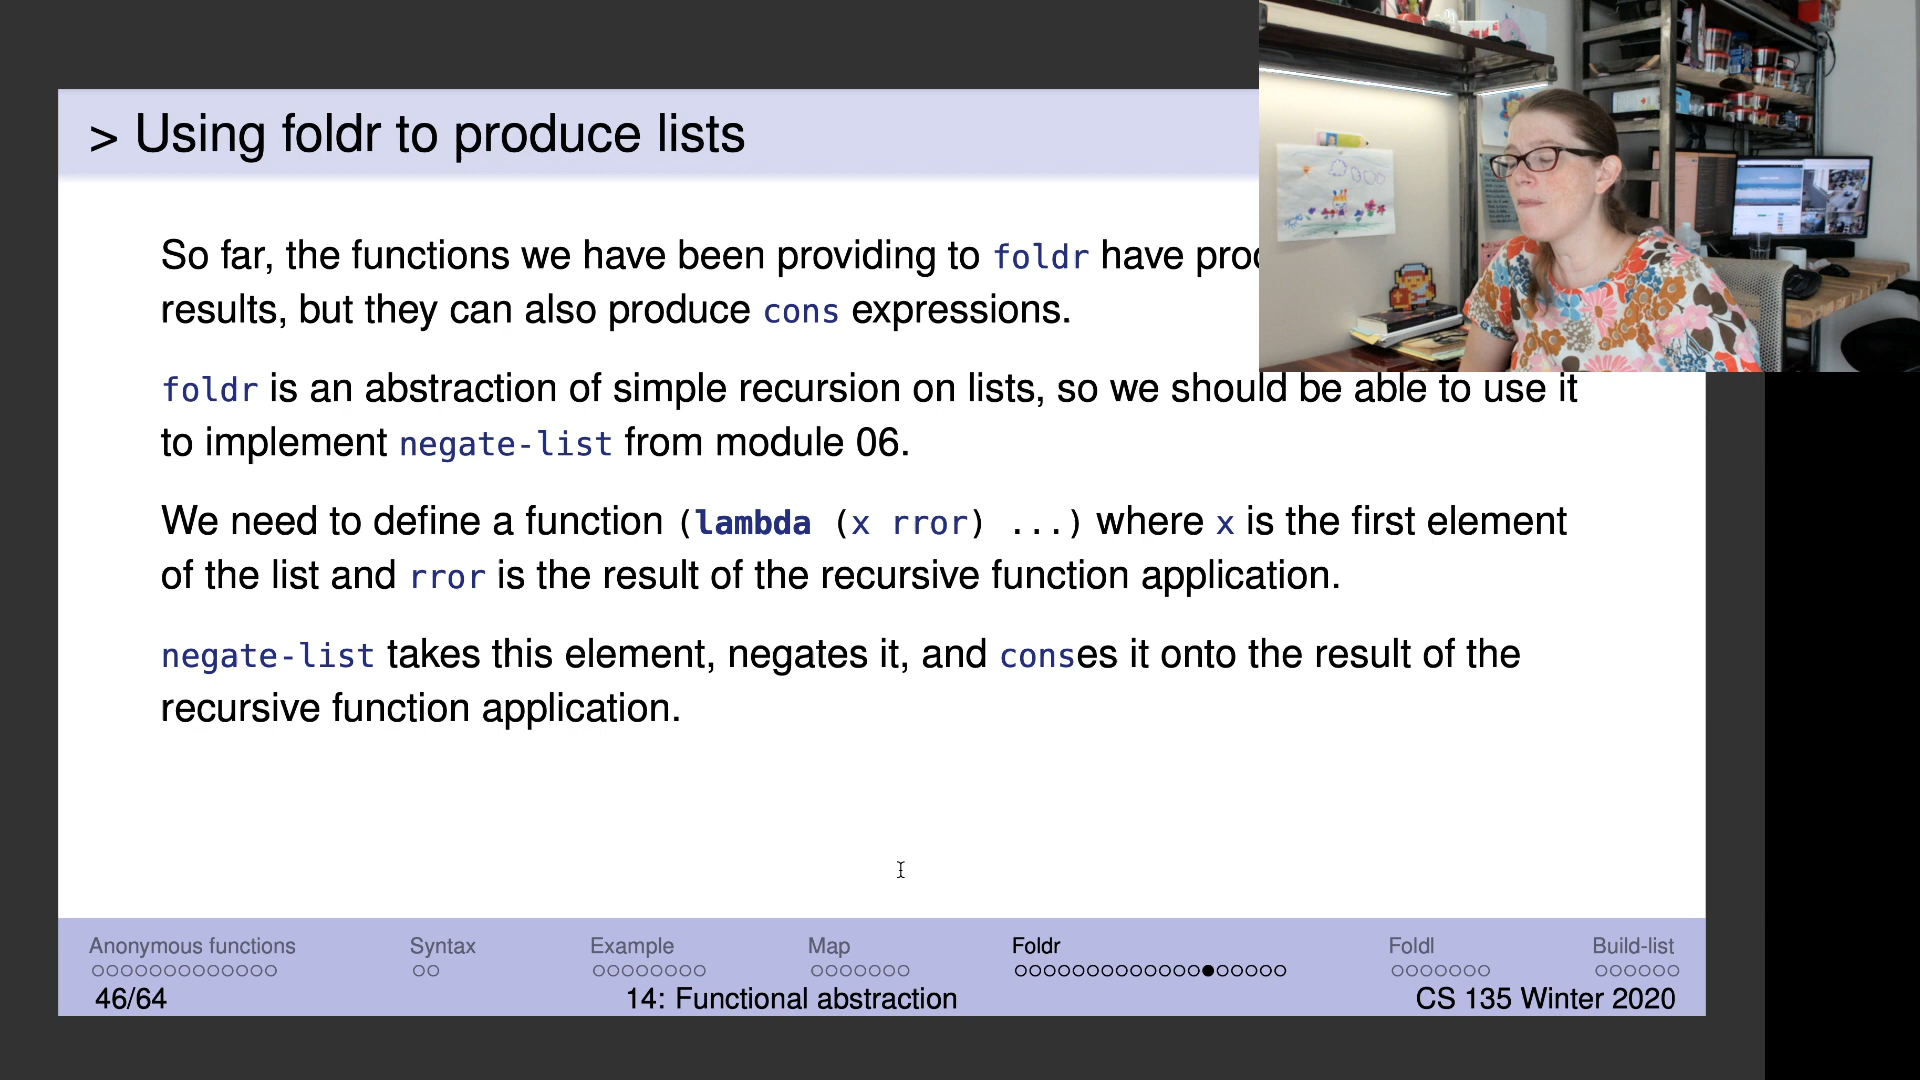 > Using foldr to produce lists
So far, the functions we have been providing to foldr have
results, but they can also produce cons expressions.
foldr is an abstraction of simple recursion on lists, so we should be able to use it
to implement negate-list from module 06.
We need to define a function (lambda (x rror) ...) where x is the first element
of the list and rror is the result of the recursive function application.
negate-list takes this element, negates it, and conses it onto the result of the
recursive function application.
Anonymous functions Syntax Example Map Foldr Foldl Build-list
46/64 14: Functional abstraction CS 135 Winter 2020